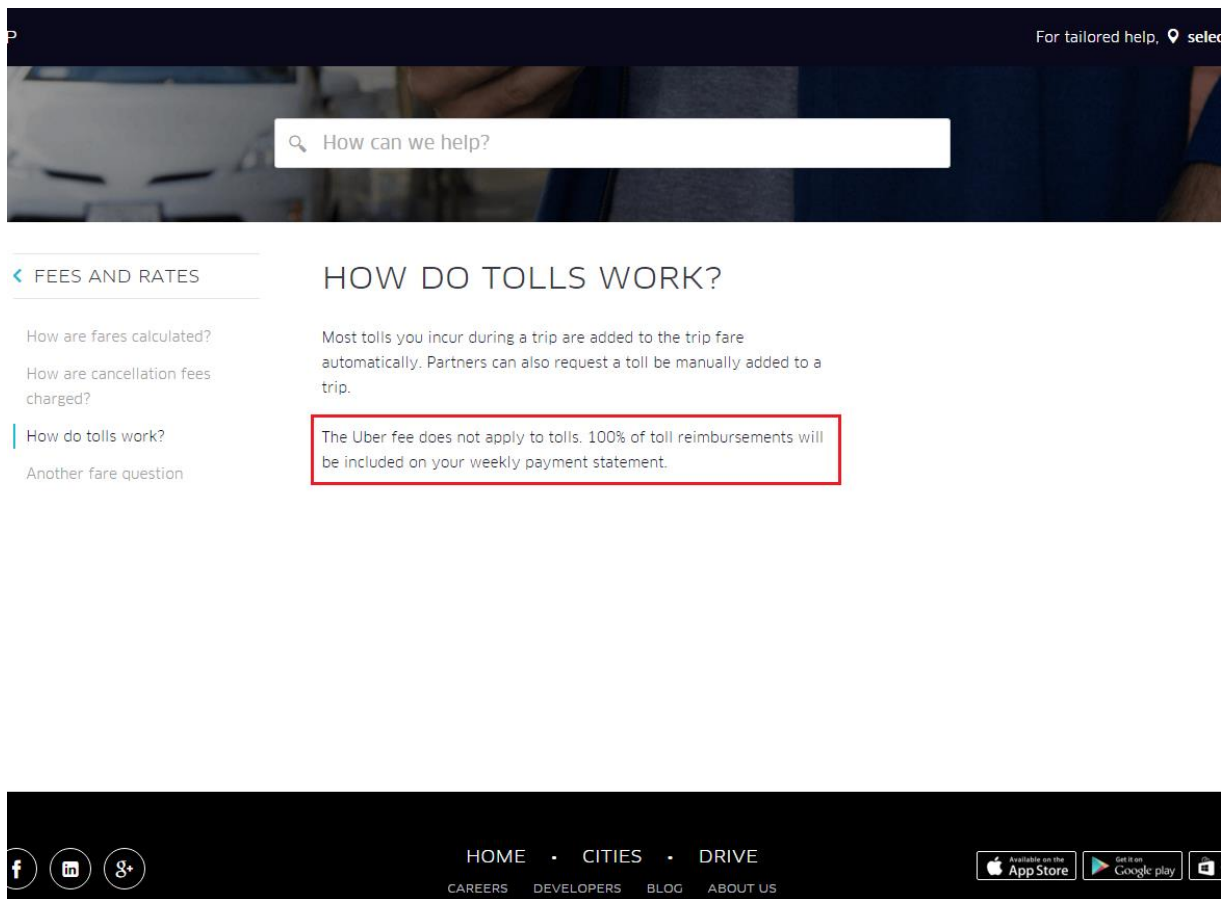 P
For tailored help, selec
How can we help?
FEES AND RATES
How are fares calculated?
How are cancellation fees
charged?
How do tolls work?
Another fare question
HOW DO TOLLS WORK?
Most tolls you incur during a trip are added to the trip fare
automatically. Partners can also request a toll be manually added to a
trip.
The Uber fee does not apply to tolls. 100% of toll reimbursements will
be included on your weekly payment statement.
f
in
g+
HOME • CITIES • DRIVE
CAREERS DEVELOPERS BLOG ABOUT US
Available on the
App Store
Get it on
Google play